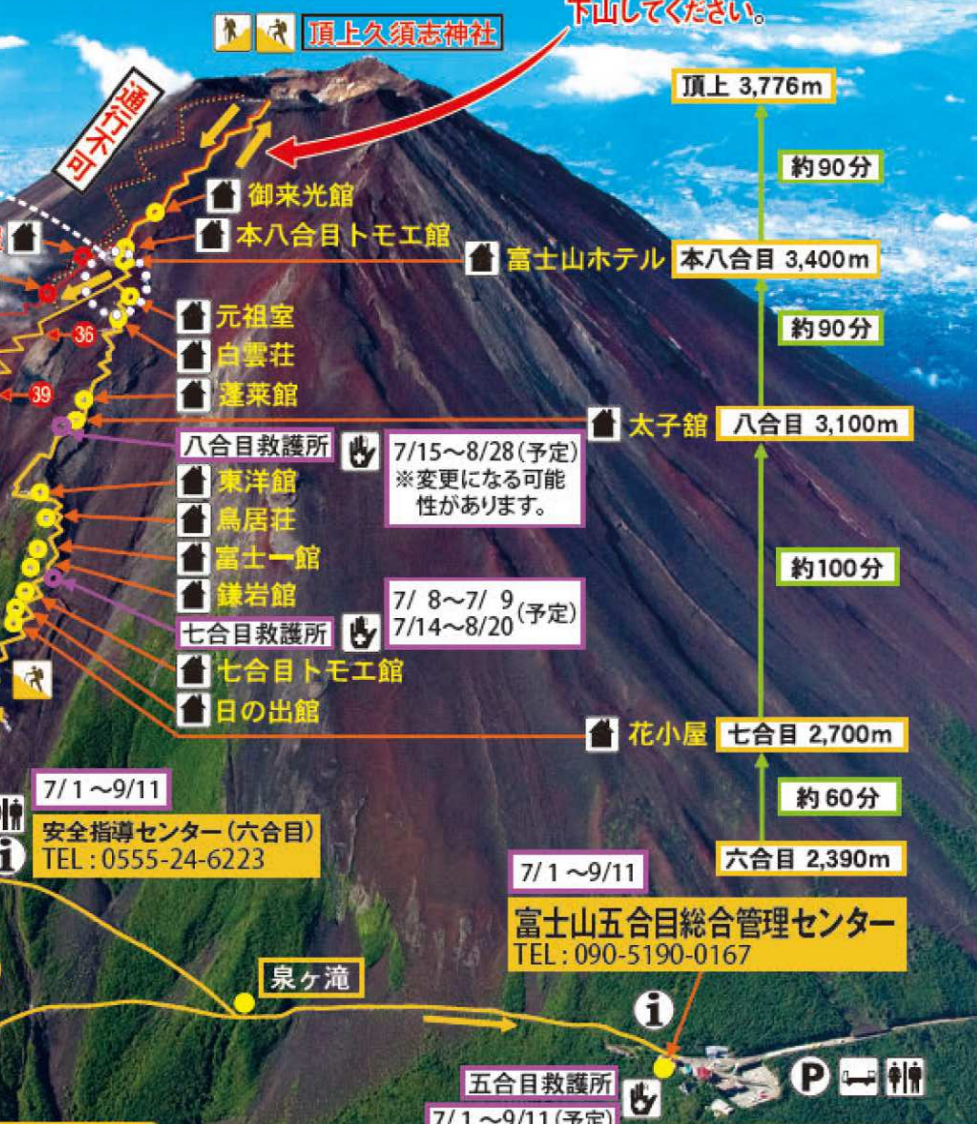 下山してください。
頂上久須志神社
通行不可
頂上 3,776m
約90分
御来光館
本八合目トモエ館
富士山ホテル
本八合目 3,400m
元祖室
約90分
36
白雲荘
39
蓬莱館
太子舘
八合目 3,100m
八合目救護所
7/15～8/28(予定)
※変更になる可能
性があります。
東洋館
鳥居荘
富士一館
約100分
鎌岩館
7/ 8～7/ 9
7/14～8/20
(予定)
七合目救護所
七合目トモエ館
日の出館
花小屋
七合目 2,700m
7/1～9/11
約60分
安全指導センター(六合目)
TEL:0555-24-6223
i
六合目 2,390m
7/1～9/11
富士山五合目総合管理センター
TEL:090-5190-0167
泉ヶ滝
i
P
五合目救護所
7/1～9/11(予定)